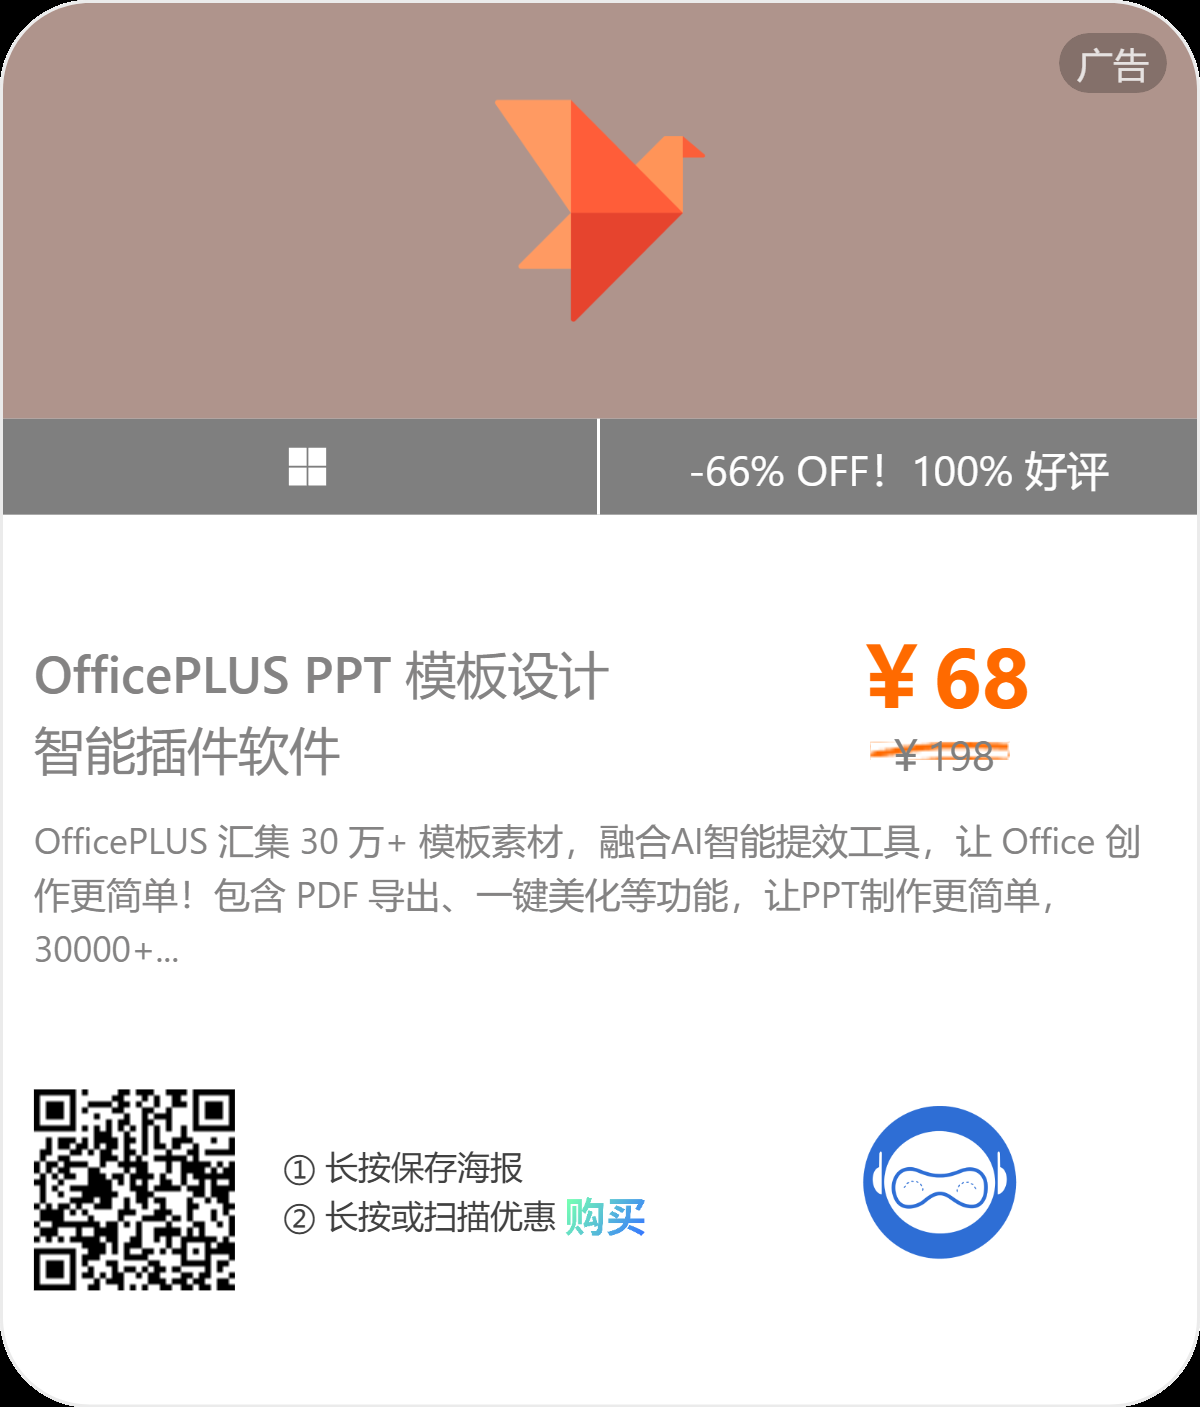 广告
-66% OFF！100% 好评
OfficePLUS PPT 模板设计
智能插件软件
¥ 68
¥ 198
OfficePLUS 汇集 30 万+ 模板素材，融合AI智能提效工具，让 Office 创
作更简单！包含 PDF 导出、一键美化等功能，让PPT制作更简单，
30000+...
① 长按保存海报
② 长按或扫描优惠 购买